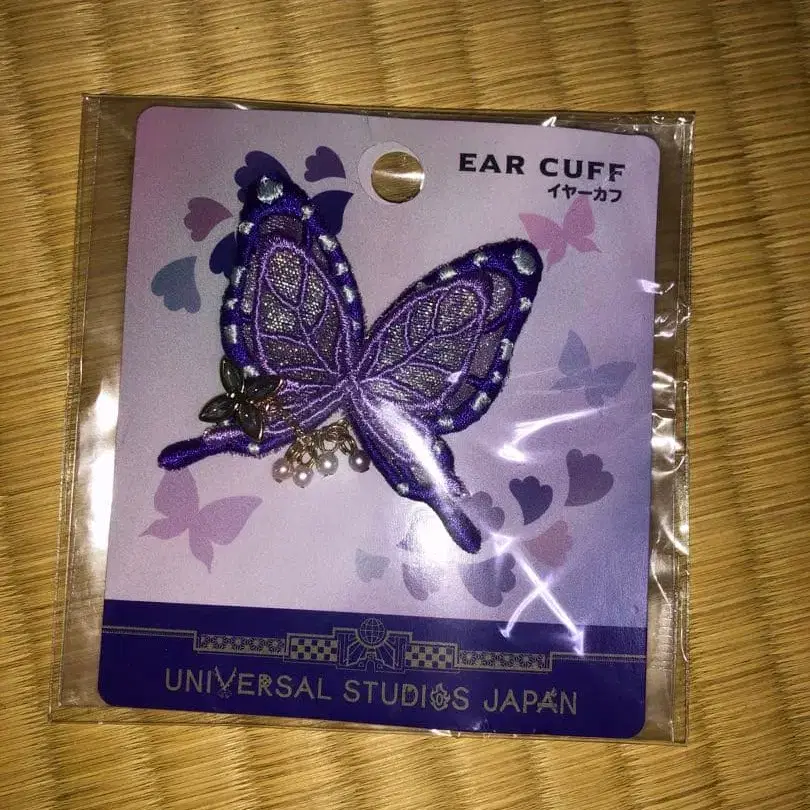 EAR CUFF
イヤーカフ
UNIVERSAL STUDIOS JAPAN